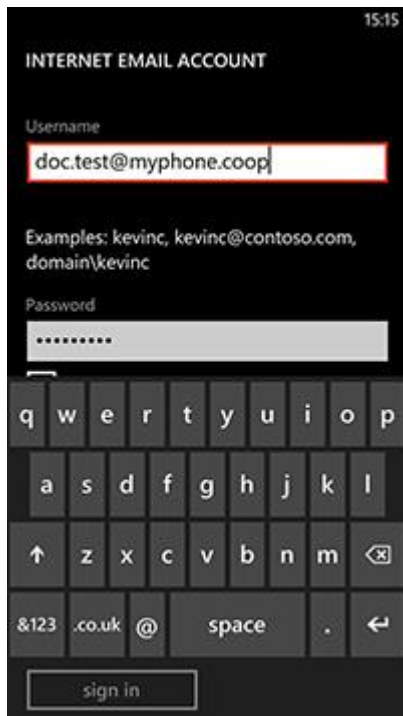 15:15
INTERNET EMAIL ACCOUNT
Username
doc.test@myphone.coop
Examples: kevinc, kevinc@contoso.com,
domain\kevinc
Password
•••••••••
q w e r t y u i o p
a s d f g h j k l
z x c v b n m
&123 .co.uk @ space .
sign in